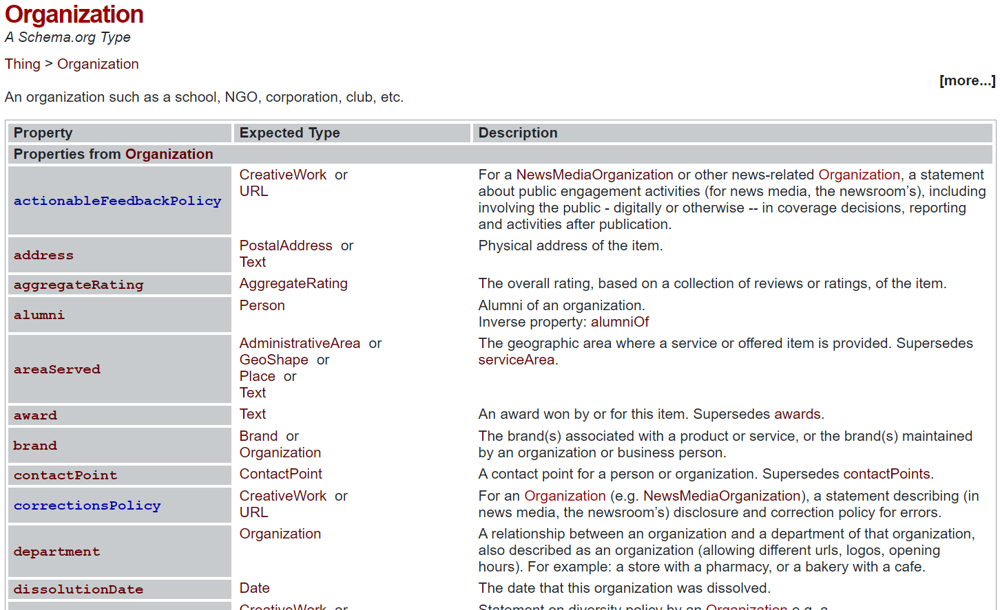 Organization
A Schema.org Type
Thing > Organization
[more...]
An organization such as a school, NGO, corporation, club, etc.
Property Expected Type Description
Properties from Organization
actionableFeedbackPolicy
CreativeWork or
URL
For a NewsMediaOrganization or other news-related Organization, a statement
about public engagement activities (for news media, the newsroom’s), including
involving the public - digitally or otherwise -- in coverage decisions, reporting
and activities after publication.
address
PostalAddress or
Text
Physical address of the item.
aggregateRating
AggregateRating
The overall rating, based on a collection of reviews or ratings, of the item.
alumni
Person
Alumni of an organization.
Inverse property: alumniOf
areaServed
AdministrativeArea or
GeoShape or
Place or
Text
The geographic area where a service or offered item is provided. Supersedes
serviceArea.
award
Text
An award won by or for this item. Supersedes awards.
brand
Brand or
Organization
The brand(s) associated with a product or service, or the brand(s) maintained
by an organization or business person.
contactPoint
ContactPoint
A contact point for a person or organization. Supersedes contactPoints.
correctionsPolicy
CreativeWork or
URL
For an Organization (e.g. NewsMediaOrganization), a statement describing (in
news media, the newsroom’s) disclosure and correction policy for errors.
department
Organization
A relationship between an organization and a department of that organization,
also described as an organization (allowing different urls, logos, opening
hours). For example: a store with a pharmacy, or a bakery with a cafe.
dissolutionDate
Date
The date that this organization was dissolved.
CreativeWork or
Statement on diversity policy by an Organization e.g. a